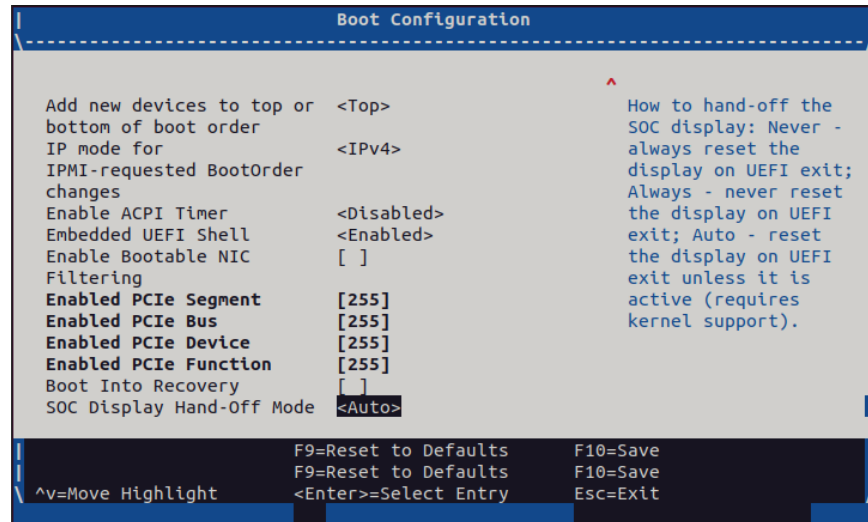 Boot Configuration
^
Add new devices to top or <Top> How to hand-off the
bottom of boot order SOC display: Never -
IP mode for <IPv4> always reset the
IPMI-requested BootOrder display on UEFI exit;
changes Always - never reset
Enable ACPI Timer <Disabled> the display on UEFI
Embedded UEFI Shell <Enabled> exit; Auto - reset
Enable Bootable NIC [ ] the display on UEFI
Filtering exit unless it is
Enabled PCIe Segment [255] active (requires
Enabled PCIe Bus [255] kernel support).
Enabled PCIe Device [255]
Enabled PCIe Function [255]
Boot Into Recovery [ ]
SOC Display Hand-Off Mode <Auto>
F9=Reset to Defaults F10=Save
F9=Reset to Defaults F10=Save
^v=Move Highlight <Enter>=Select Entry Esc=Exit